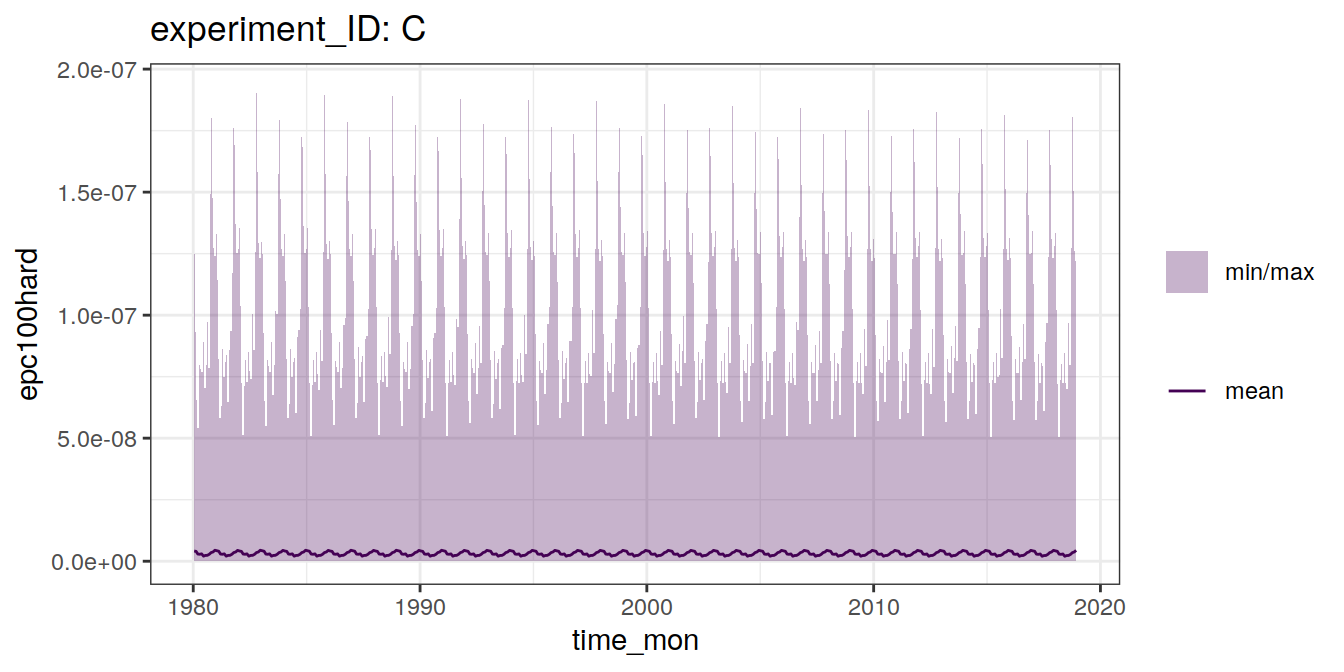 experiment_ID: C
2.0e-07
1.5e-07
1.0e-07
5.0e-08
0.0e+00
epc100hard
1980
1990
2000
2010
2020
time_mon
min/max
mean